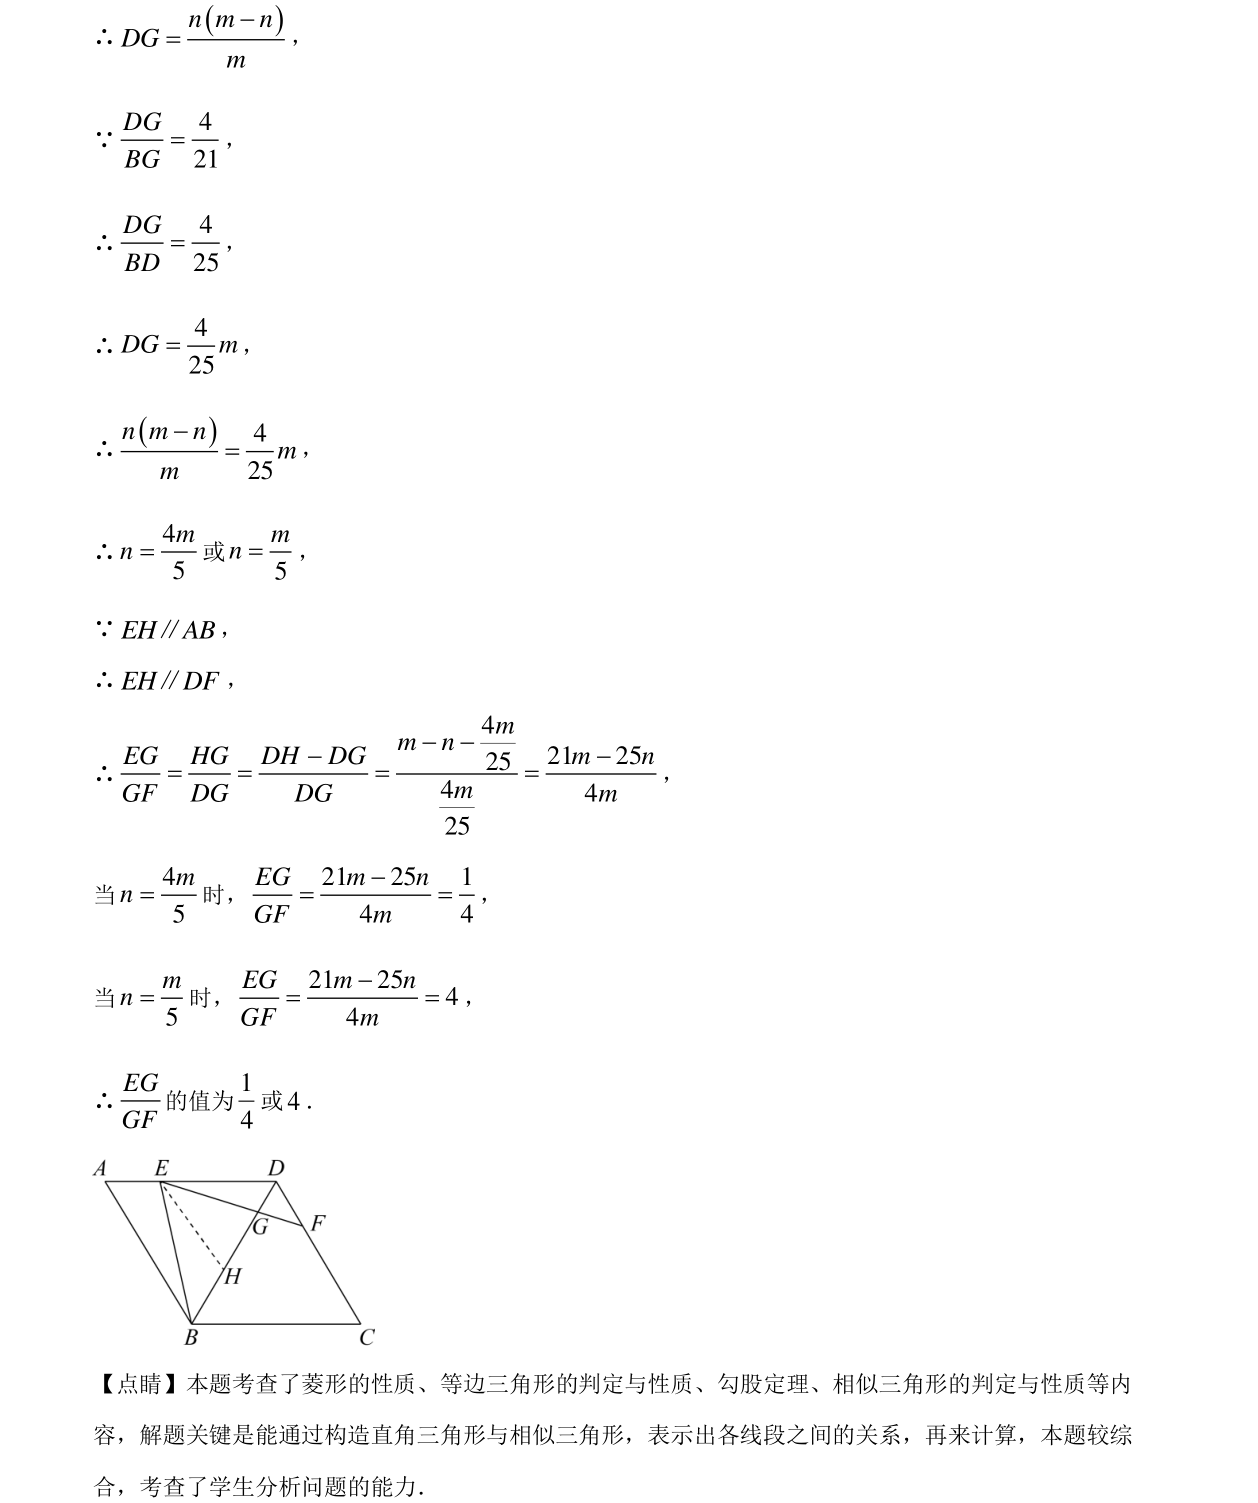 ∴ DG = n(m−n)/m，
∵ DG/BG = 4/21，
∴ DG/BD = 4/25，
∴ DG = 4/25 m，
∴ n(m−n)/m = 4/25 m，
∴ n = 4m/5 或 n = m/5，
∵ EH∥AB，
∴ EH∥DF，
∴ EG/GF = HG/DG = (DH−DG)/DG = (m−n−4m/25)/(4m/25) = (21m−25n)/4m，
当 n = 4m/5 时，EG/GF = (21m−25n)/4m = 1/4，
当 n = m/5 时，EG/GF = (21m−25n)/4m = 4，
∴ EG/GF 的值为 1/4 或 4．
A E D
G F
H
B C
【点睛】本题考查了菱形的性质、等边三角形的判定与性质、勾股定理、相似三角形的判定与性质等内
容，解题关键是能通过构造直角三角形与相似三角形，表示出各线段之间的关系，再来计算，本题较综
合，考查了学生分析问题的能力．